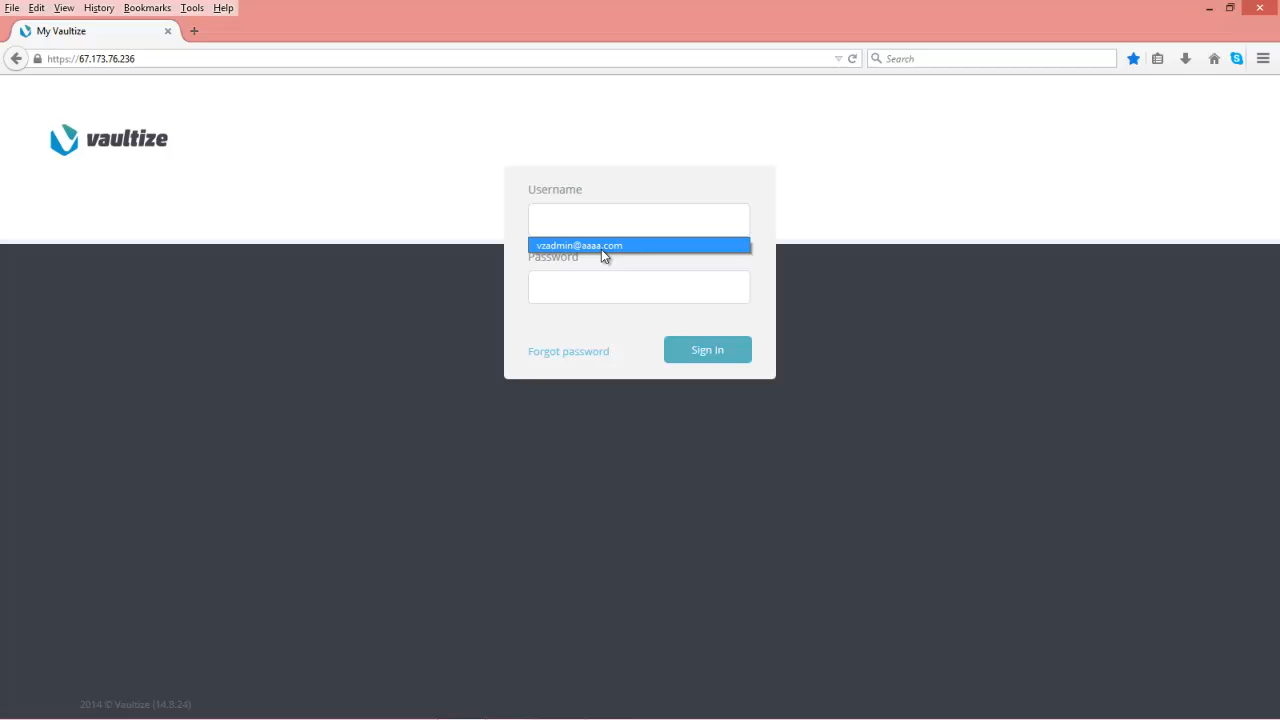 File Edit View History Bookmarks Tools Help
My Vaultize
https://67.173.76.236
Search
vaultize
Username
vzadmin@aaaa.com
Password
Forgot password
Sign In
2014 © Vaultize (14.8.24)